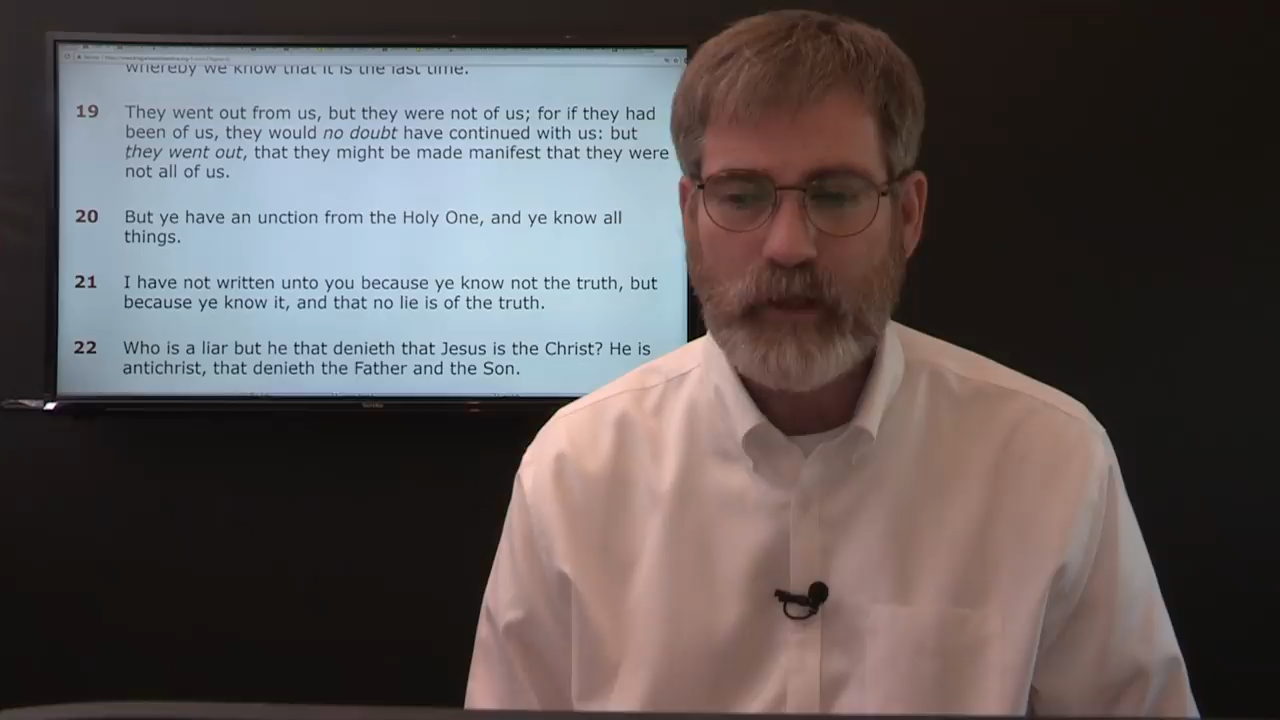 whereby we know that it is the last time.
19 They went out from us, but they were not of us; for if they had
been of us, they would no doubt have continued with us: but
they went out, that they might be made manifest that they were
not all of us.
20 But ye have an unction from the Holy One, and ye know all
things.
21 I have not written unto you because ye know not the truth, but
because ye know it, and that no lie is of the truth.
22 Who is a liar but he that denieth that Jesus is the Christ? He is
antichrist, that denieth the Father and the Son.